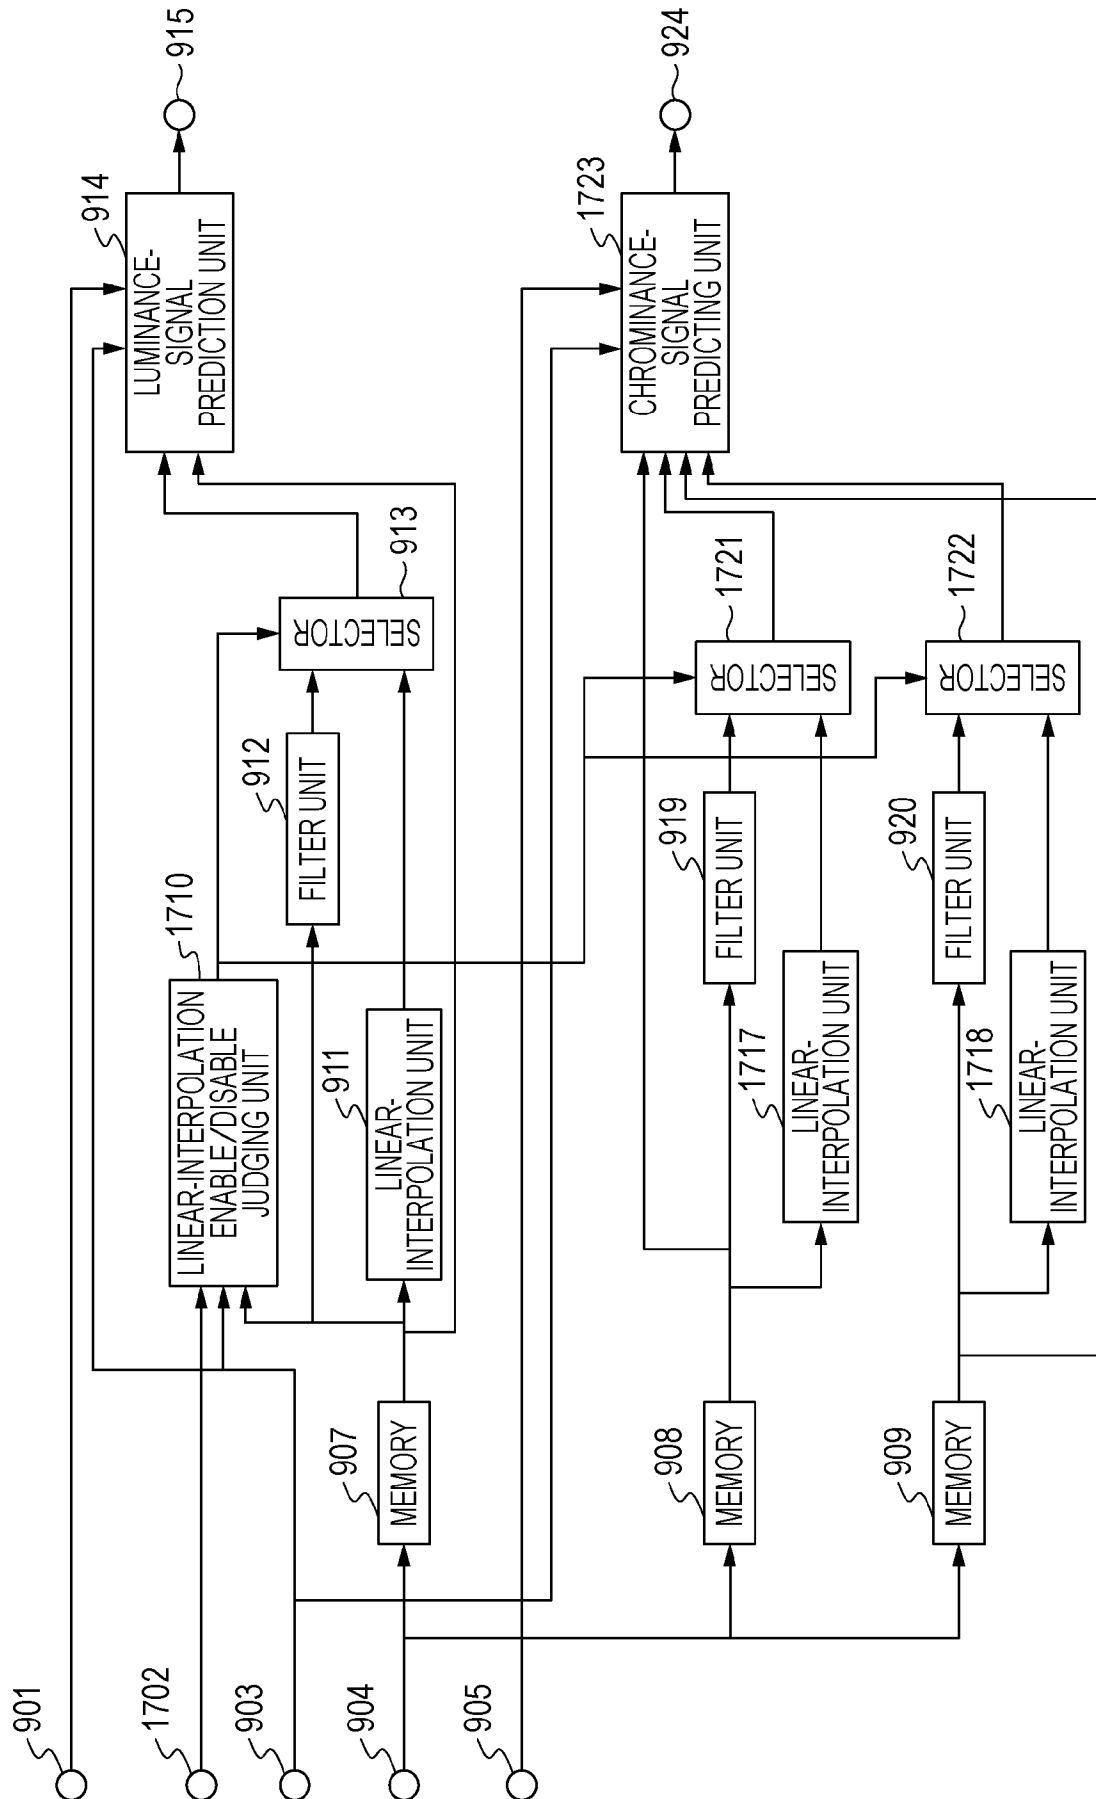 901
1702
903
904
905
LINEAR-INTERPOLATION
ENABLE/DISABLE
JUDGING UNIT
1710
MEMORY
907
LINEAR-
INTERPOLATION UNIT
911
FILTER UNIT
912
SELECTOR
913
LUMINANCE-
SIGNAL
PREDICTION UNIT
914
915
MEMORY
908
LINEAR-
INTERPOLATION UNIT
1717
FILTER UNIT
919
SELECTOR
1721
MEMORY
909
LINEAR-
INTERPOLATION UNIT
1718
FILTER UNIT
920
SELECTOR
1722
CHROMINANCE-
SIGNAL
PREDICTING UNIT
1723
924